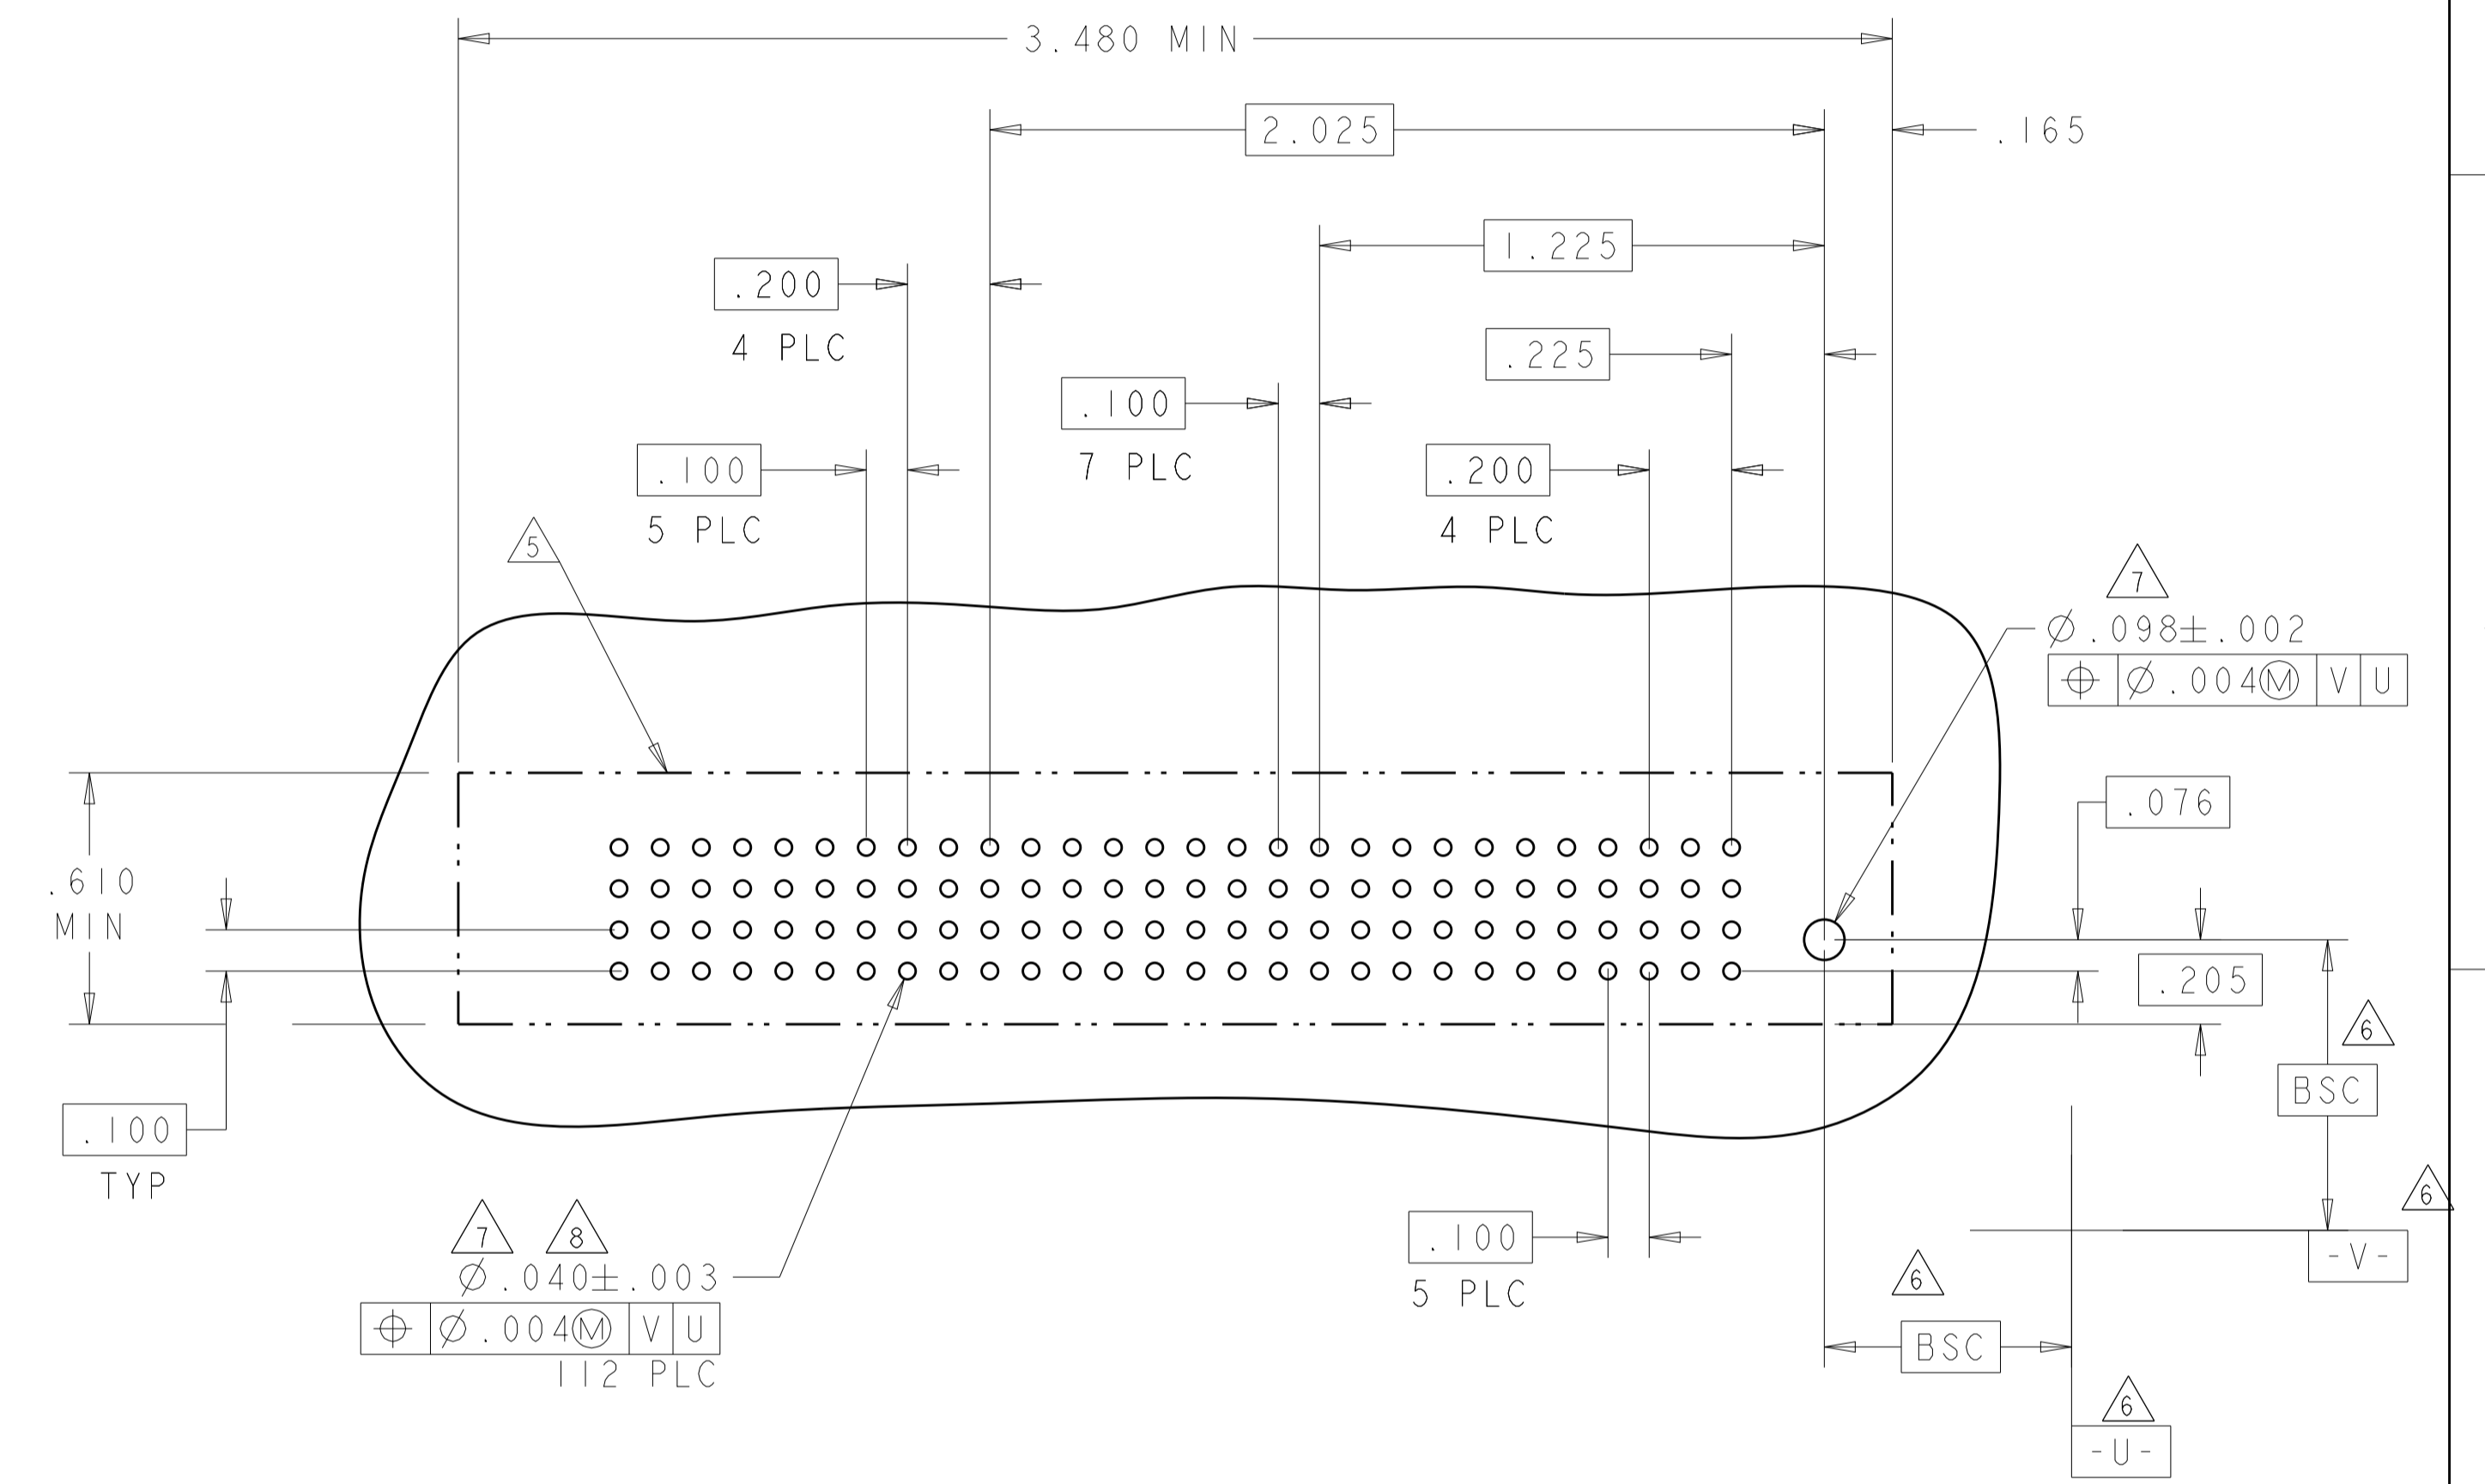 3.480 MIN
2.025
.165
1.225
.200
4 PLC
.225
.100
7 PLC
.100
5 PLC
.200
4 PLC
5
7
⌀.098±.002
⌖ ⌀.004Ⓜ V U
.076
.610
MIN
.205
6
BSC
.100
TYP
6
-V-
7 8
⌀.040±.003
⌖ ⌀.004Ⓜ V U
112 PLC
.100
5 PLC
6
BSC
6
-U-